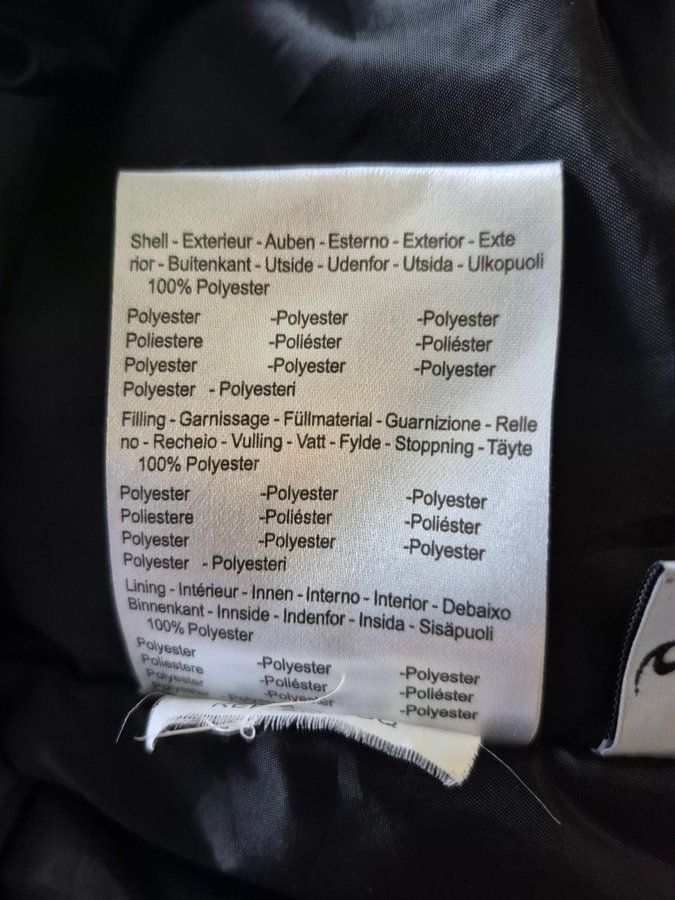 Shell - Exterieur - Auben - Esterno - Exterior - Exte
rior - Buitenkant - Utside - Udenfor - Utsida - Ulkopuoli
100% Polyester
Polyester -Polyester -Polyester
Poliestere -Poliéster -Poliéster
Polyester -Polyester -Polyester
Polyester - Polyesteri
Filling - Garnissage - Füllmaterial - Guarnizione - Relle
no - Recheio - Vulling - Vatt - Fylde - Stoppning - Täyte
100% Polyester
Polyester -Polyester -Polyester
Poliestere -Poliéster -Poliéster
Polyester -Polyester -Polyester
Polyester - Polyesteri
Lining - Intérieur - Innen - Interno - Interior - Debaixo
Binnenkant - Innside - Indenfor - Insida - Sisäpuoli
100% Polyester
Polyester -Polyester -Polyester
Poliestere -Poliéster -Poliéster
Polyester -Polyester -Polyester
Polyester - Polyesteri